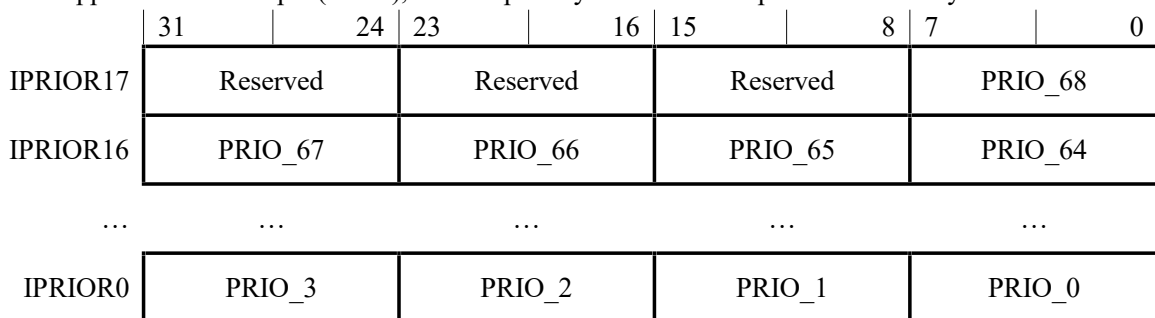 31 24 23 16 15 8 7 0
IPRIOR17 Reserved Reserved Reserved PRIO_68
IPRIOR16 PRIO_67 PRIO_66 PRIO_65 PRIO_64
… … … … …
IPRIOR0 PRIO_3 PRIO_2 PRIO_1 PRIO_0